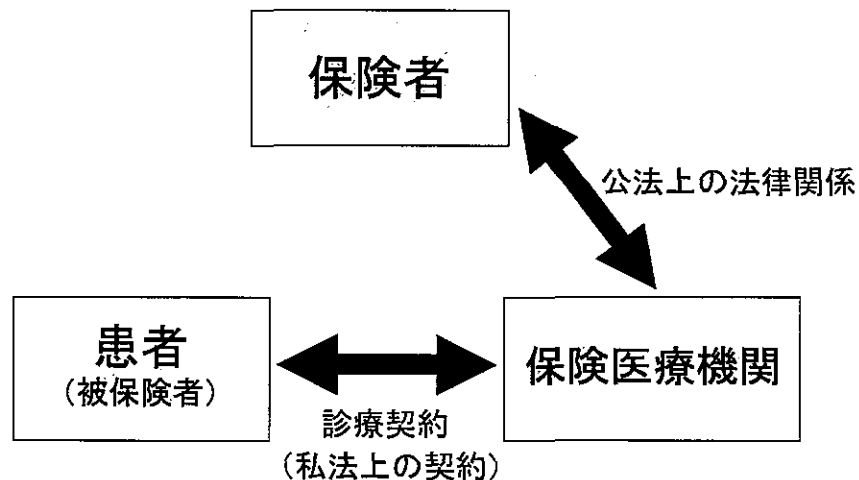 保険者
公法上の法律関係
患者
(被保険者)
保険医療機関
診療契約
(私法上の契約)